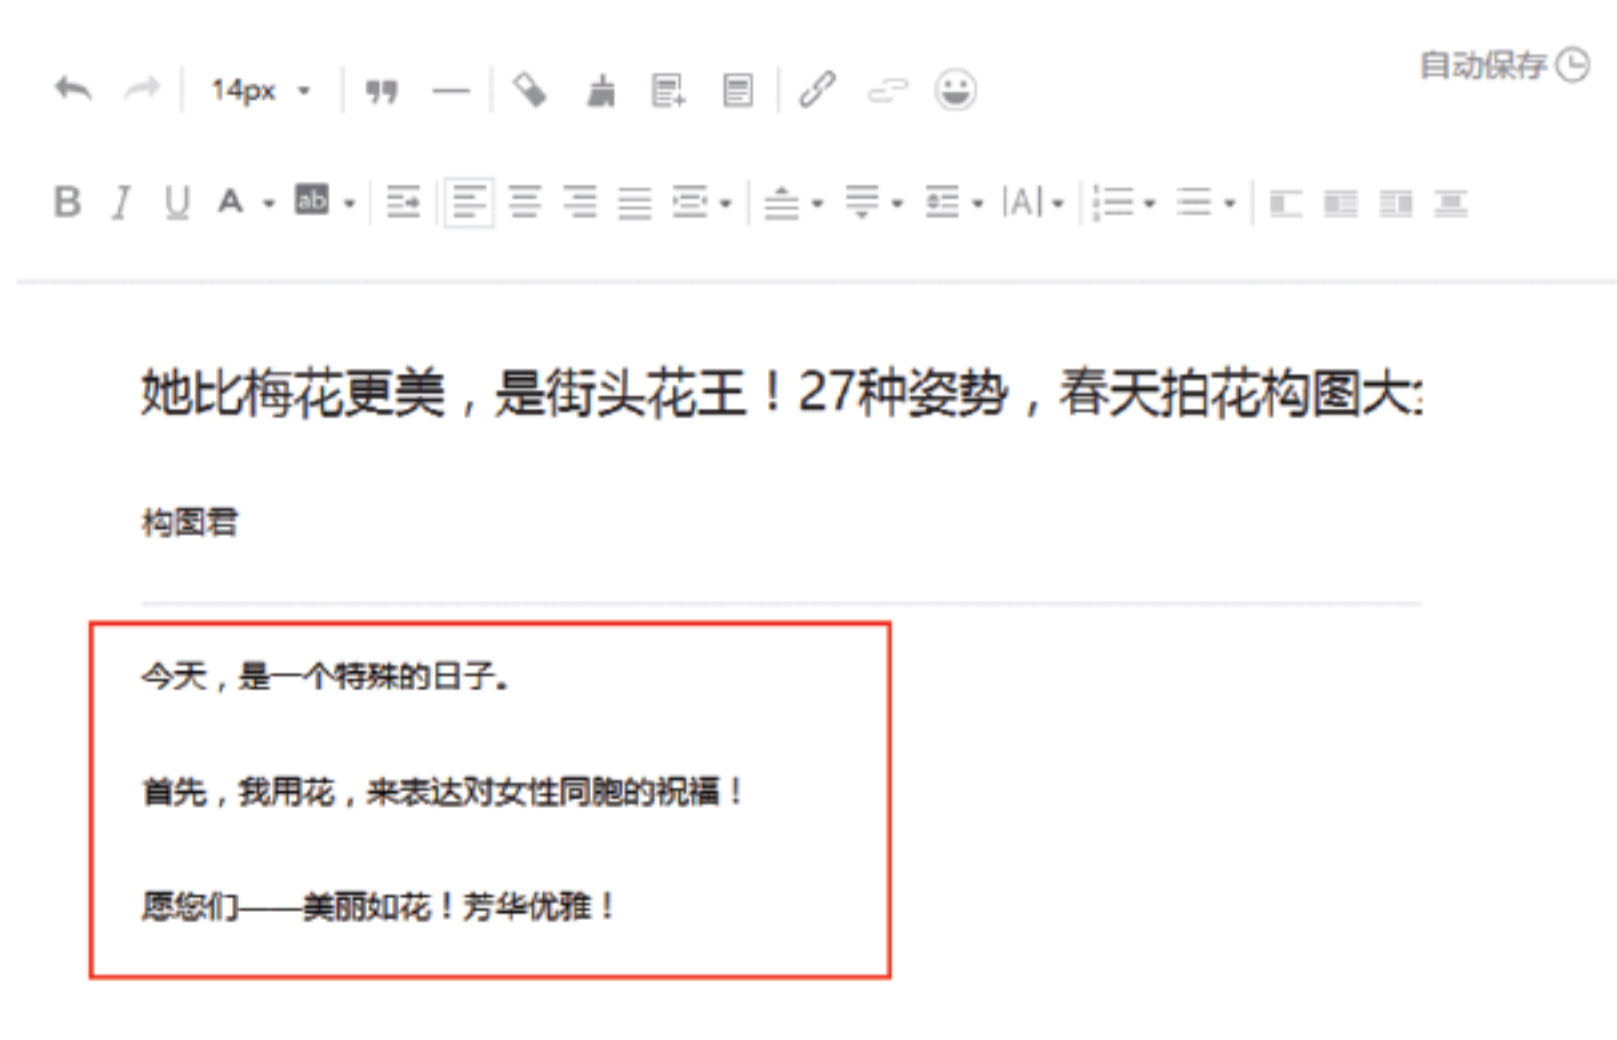 自动保存
14px
B I U A ab |A|
她比梅花更美，是街头花王！27种姿势，春天拍花构图大
构图君
今天，是一个特殊的日子。
首先，我用花，来表达对女性同胞的祝福！
愿您们——美丽如花！芳华优雅！